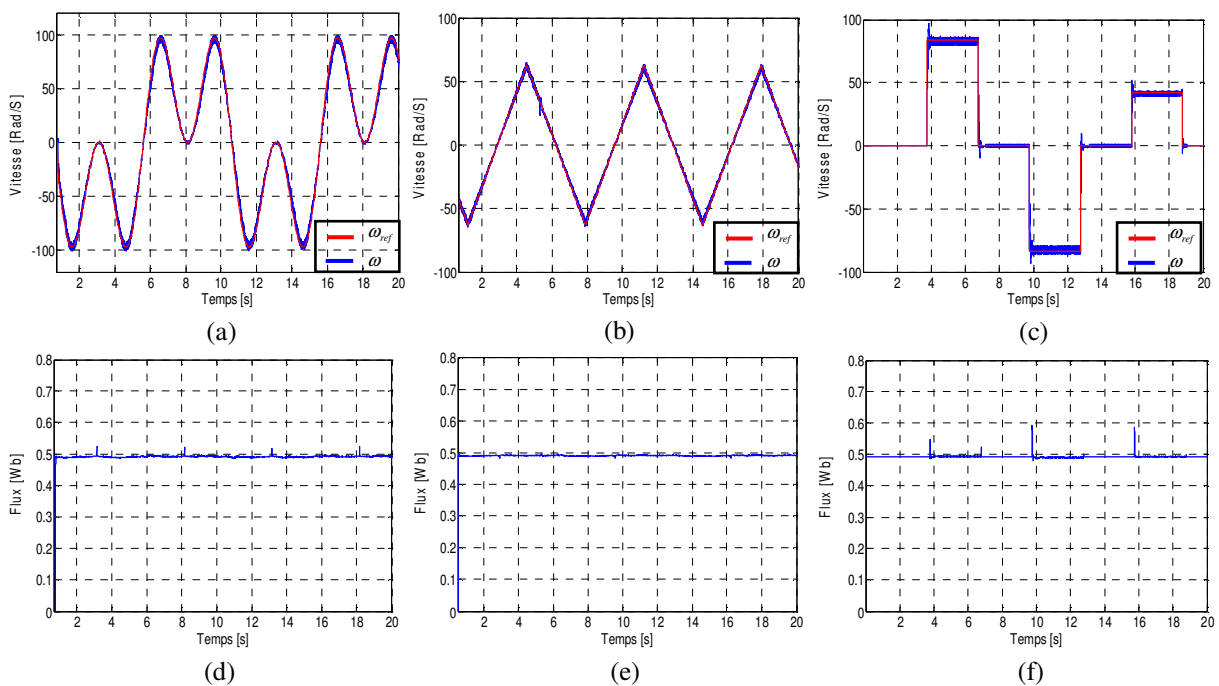 100
50
0
-50
-100
Vitesse [Rad/S]
2 4 6 8 10 12 14 16 18 20
Temps [s]
ω_ref
ω
(a)
100
50
0
-50
-100
Vitesse [Rad/S]
2 4 6 8 10 12 14 16 18 20
Temps [s]
ω_ref
ω
(b)
100
50
0
-50
-100
Vitesse [Rad/S]
2 4 6 8 10 12 14 16 18 20
Temps [s]
ω_ref
ω
(c)
0.8
0.7
0.6
0.5
0.4
0.3
0.2
0.1
0
Flux [Wb]
2 4 6 8 10 12 14 16 18 20
Temps [s]
(d)
0.8
0.7
0.6
0.5
0.4
0.3
0.2
0.1
0
Flux [Wb]
2 4 6 8 10 12 14 16 18 20
Temps [s]
(e)
0.8
0.7
0.6
0.5
0.4
0.3
0.2
0.1
0
Flux [Wb]
2 4 6 8 10 12 14 16 18 20
Temps [s]
(f)